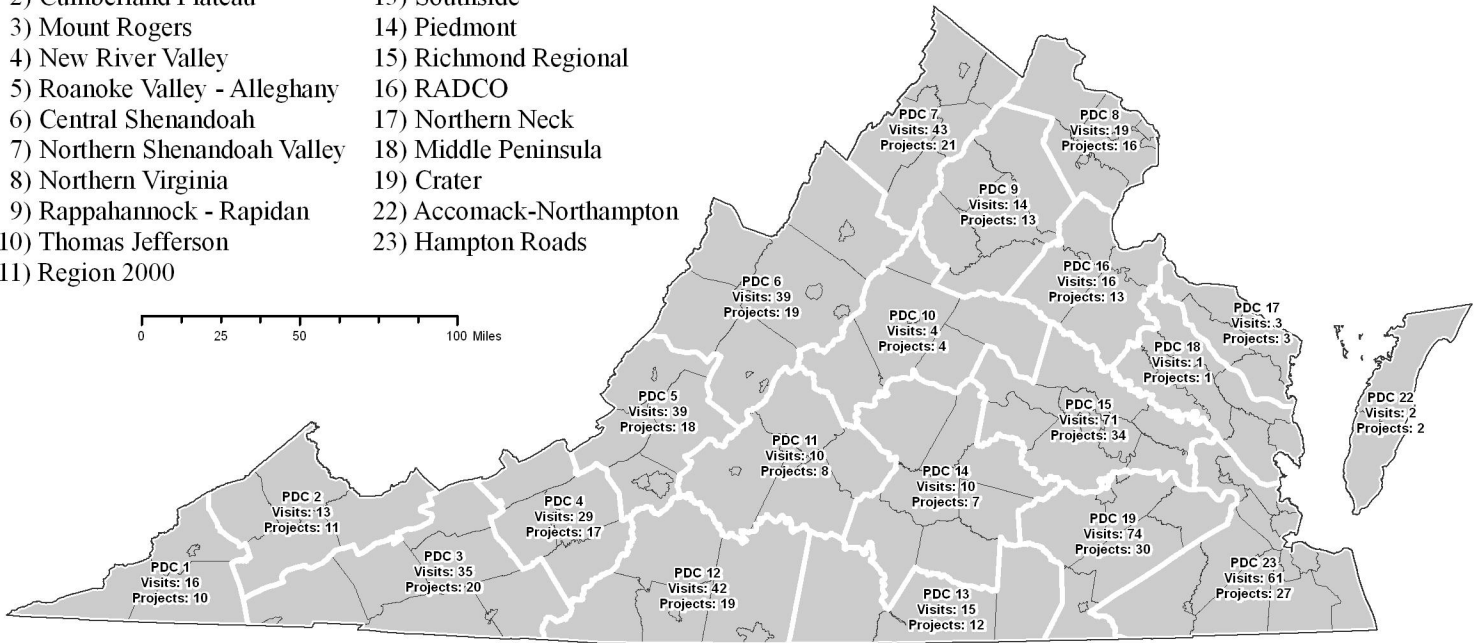 2) Cumberland Plateau
3) Mount Rogers
4) New River Valley
5) Roanoke Valley - Alleghany
6) Central Shenandoah
7) Northern Shenandoah Valley
8) Northern Virginia
9) Rappahannock - Rapidan
10) Thomas Jefferson
11) Region 2000
13) Southside
14) Piedmont
15) Richmond Regional
16) RADCO
17) Northern Neck
18) Middle Peninsula
19) Crater
22) Accomack-Northampton
23) Hampton Roads
0 25 50 100 Miles
PDC 7
Visits: 43
Projects: 21
PDC 8
Visits: 19
Projects: 16
PDC 9
Visits: 14
Projects: 13
PDC 6
Visits: 39
Projects: 19
PDC 16
Visits: 16
Projects: 13
PDC 10
Visits: 4
Projects: 4
PDC 17
Visits: 3
Projects: 3
PDC 18
Visits: 1
Projects: 1
PDC 5
Visits: 39
Projects: 18
PDC 15
Visits: 71
Projects: 34
PDC 22
Visits: 2
Projects: 2
PDC 11
Visits: 10
Projects: 8
PDC 14
Visits: 10
Projects: 7
PDC 2
Visits: 13
Projects: 11
PDC 4
Visits: 29
Projects: 17
PDC 19
Visits: 74
Projects: 30
PDC 3
Visits: 35
Projects: 20
PDC 1
Visits: 16
Projects: 10
PDC 12
Visits: 42
Projects: 19
PDC 23
Visits: 61
Projects: 27
PDC 13
Visits: 15
Projects: 12